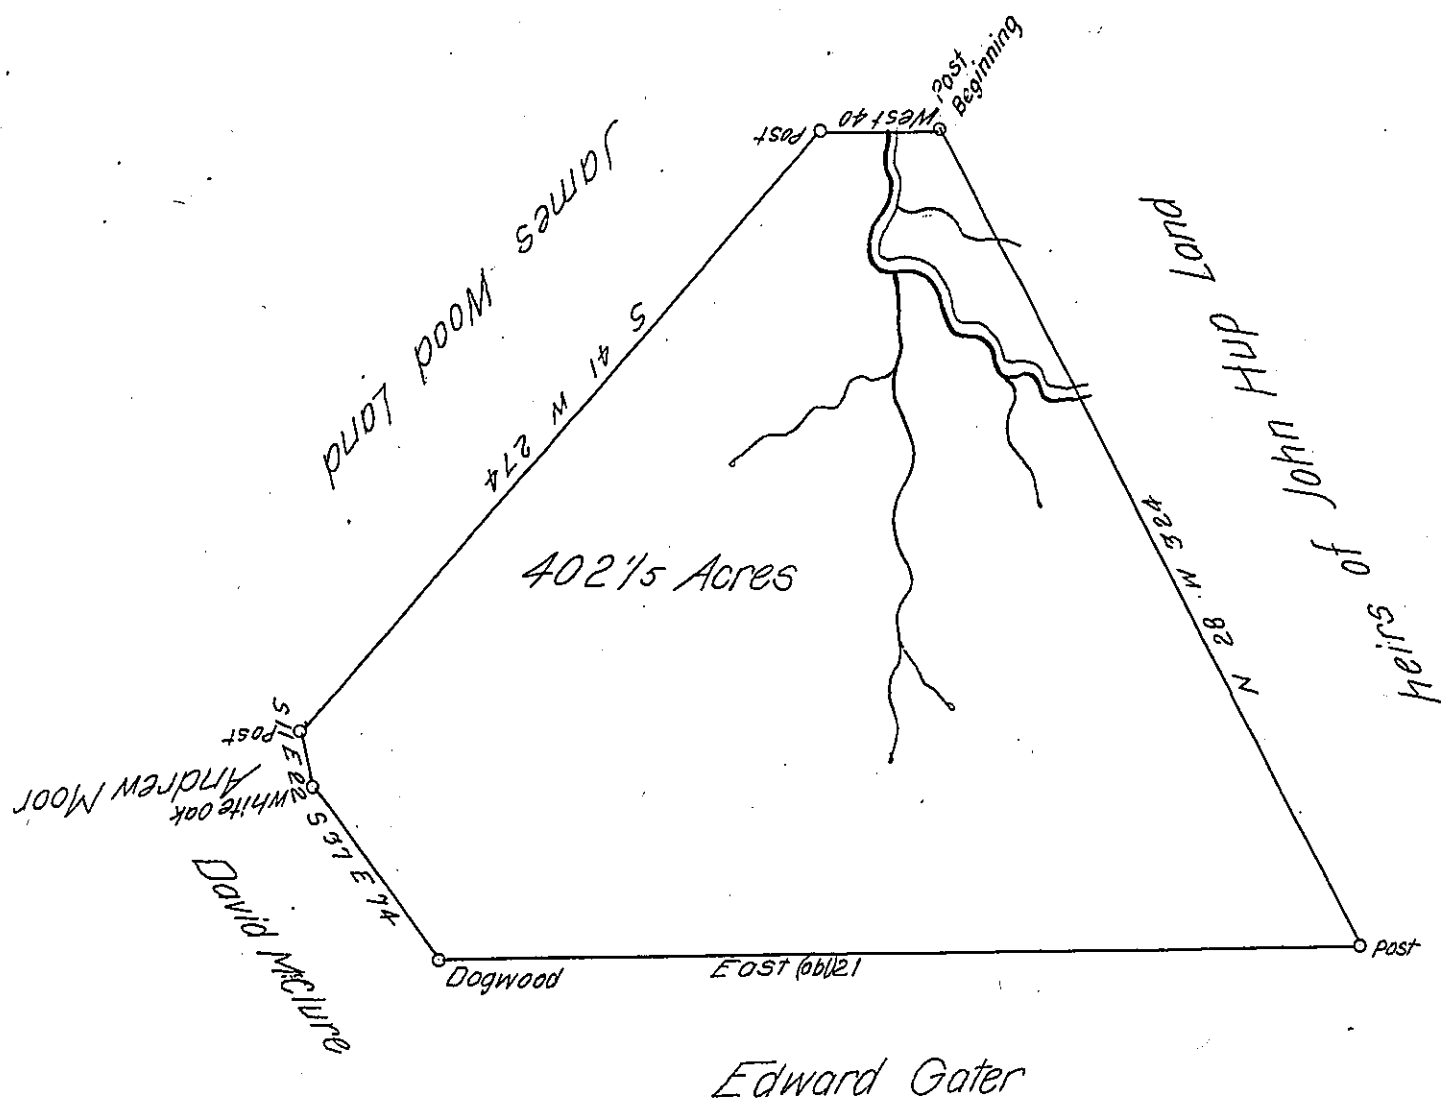 Post
Beginning
West 40
Post
James Wood Land
S 41 W 274
Post
S 11 E 22
Andrew Moor
White oak
S 37 E 74
David McClure
Dogwood
East (obl)21
Post
Edward Gater
N 28 W 324
heirs of John Hup Land
402 1/5 Acres